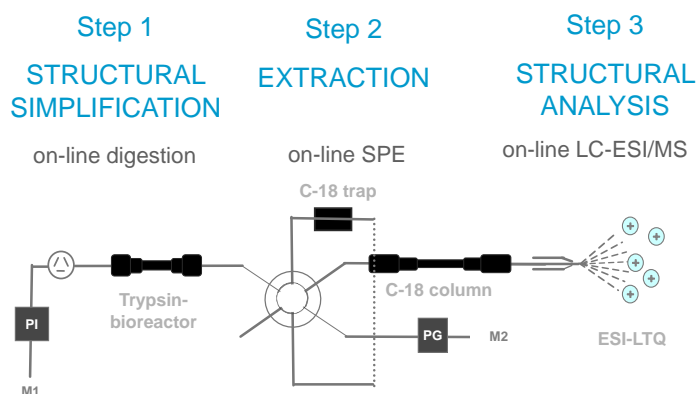 Step 1
STRUCTURAL
SIMPLIFICATION
on-line digestion
Step 2
EXTRACTION
on-line SPE
Step 3
STRUCTURAL
ANALYSIS
on-line LC-ESI/MS
C-18 trap
Trypsin-
bioreactor
C-18 column
PI
PG
M2
ESI-LTQ
M1
+
+
+
+
+